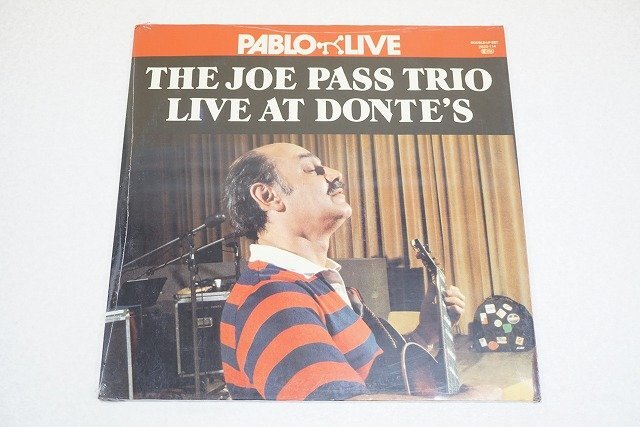 PABLO LIVE
THE JOE PASS TRIO
LIVE AT DONTE'S